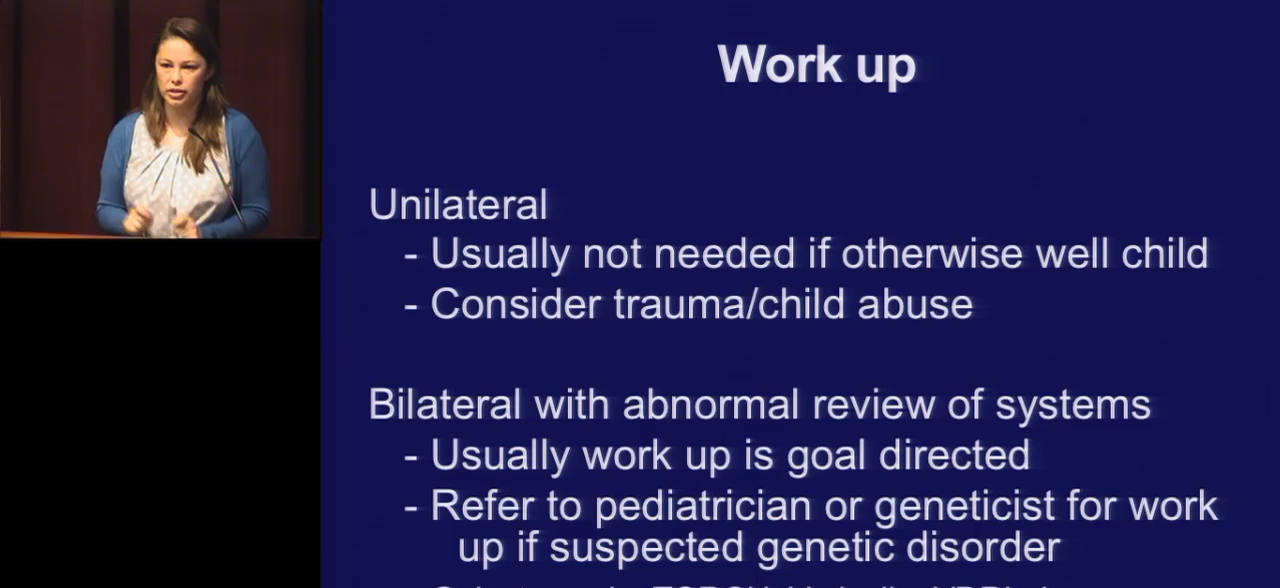 Work up
Unilateral
- Usually not needed if otherwise well child
- Consider trauma/child abuse
Bilateral with abnormal review of systems
- Usually work up is goal directed
- Refer to pediatrician or geneticist for work
up if suspected genetic disorder